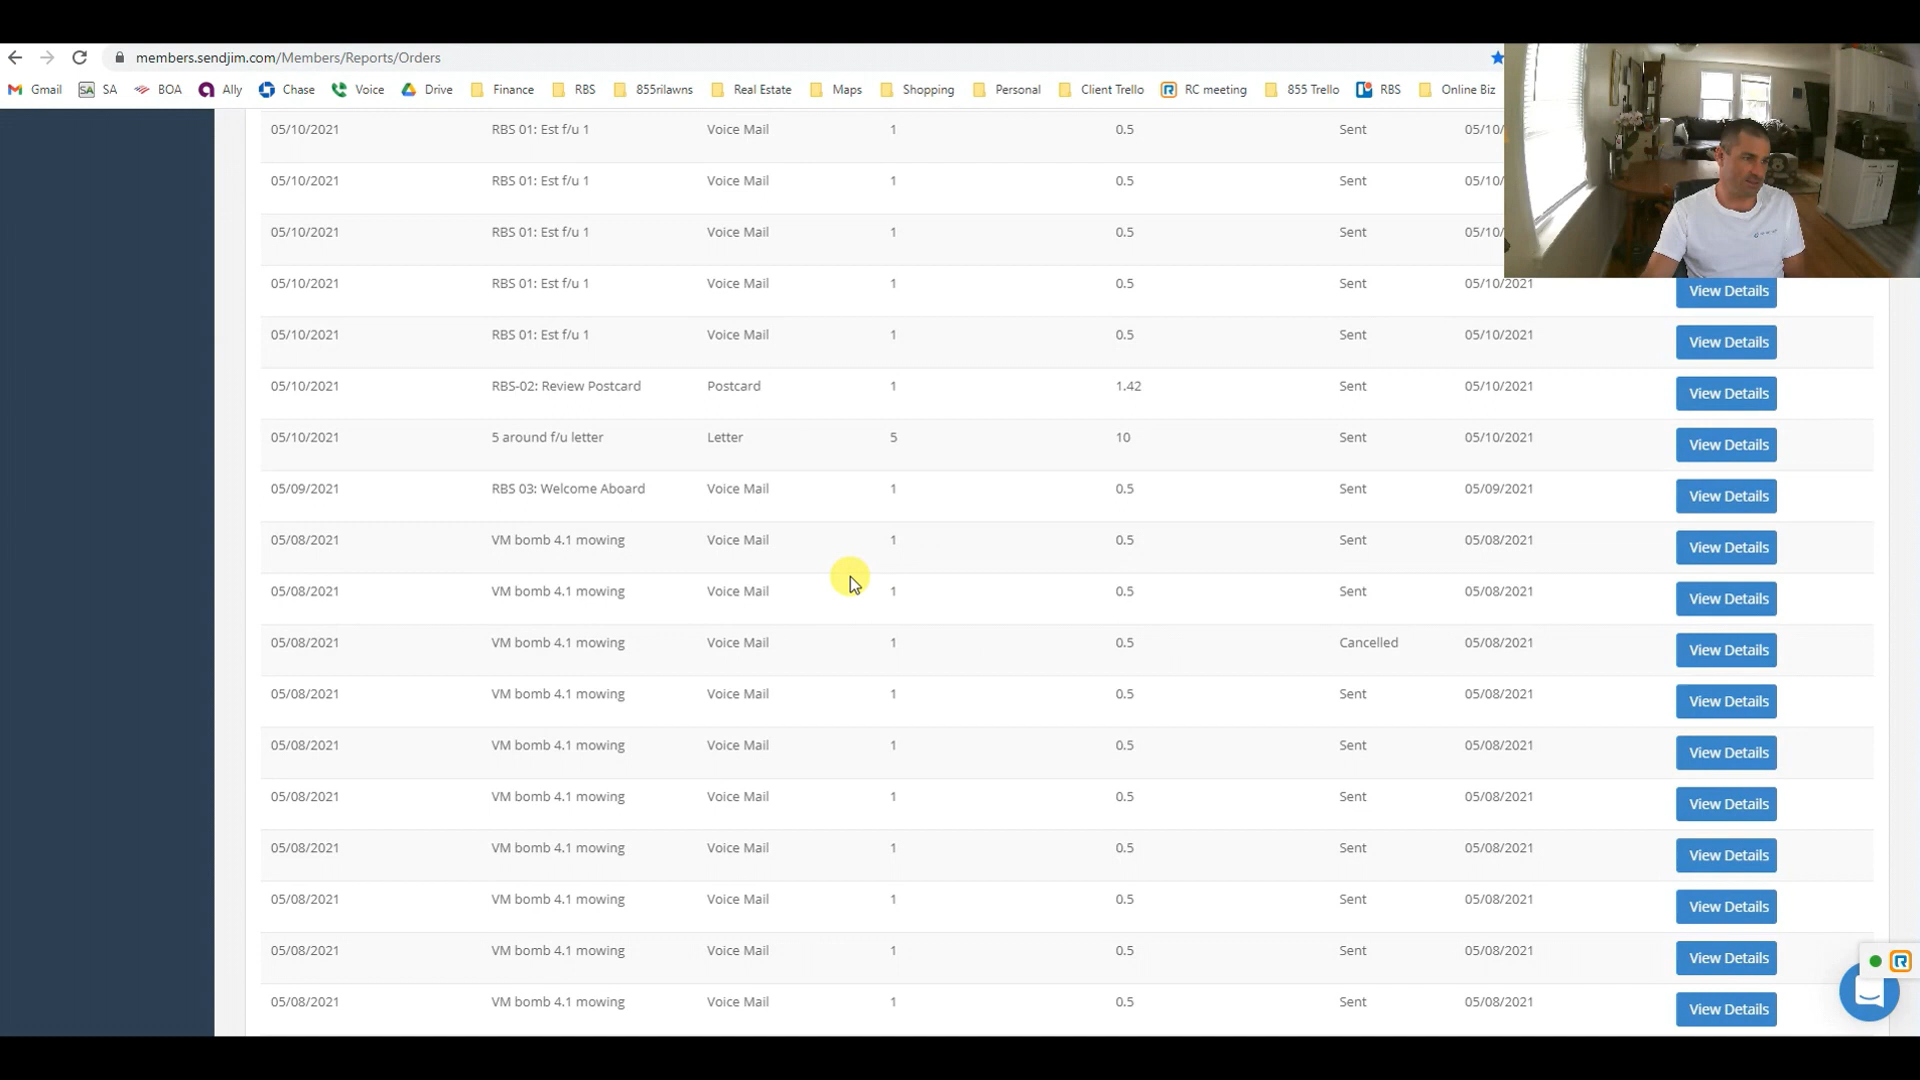 members.sendjim.com/Members/Reports/Orders
Gmail SA SA BOA Ally Chase Voice Drive Finance RBS 855rilawns Real Estate Maps Shopping Personal Client Trello RC meeting 855 Trello RBS Online Biz
05/10/2021 RBS 01: Est f/u 1 Voice Mail 1 0.5 Sent 05/10/
05/10/2021 RBS 01: Est f/u 1 Voice Mail 1 0.5 Sent 05/10/
05/10/2021 RBS 01: Est f/u 1 Voice Mail 1 0.5 Sent 05/10/
05/10/2021 RBS 01: Est f/u 1 Voice Mail 1 0.5 Sent 05/10/2021 View Details
05/10/2021 RBS 01: Est f/u 1 Voice Mail 1 0.5 Sent 05/10/2021 View Details
05/10/2021 RBS-02: Review Postcard Postcard 1 1.42 Sent 05/10/2021 View Details
05/10/2021 5 around f/u letter Letter 5 10 Sent 05/10/2021 View Details
05/09/2021 RBS 03: Welcome Aboard Voice Mail 1 0.5 Sent 05/09/2021 View Details
05/08/2021 VM bomb 4.1 mowing Voice Mail 1 0.5 Sent 05/08/2021 View Details
05/08/2021 VM bomb 4.1 mowing Voice Mail 1 0.5 Sent 05/08/2021 View Details
05/08/2021 VM bomb 4.1 mowing Voice Mail 1 0.5 Cancelled 05/08/2021 View Details
05/08/2021 VM bomb 4.1 mowing Voice Mail 1 0.5 Sent 05/08/2021 View Details
05/08/2021 VM bomb 4.1 mowing Voice Mail 1 0.5 Sent 05/08/2021 View Details
05/08/2021 VM bomb 4.1 mowing Voice Mail 1 0.5 Sent 05/08/2021 View Details
05/08/2021 VM bomb 4.1 mowing Voice Mail 1 0.5 Sent 05/08/2021 View Details
05/08/2021 VM bomb 4.1 mowing Voice Mail 1 0.5 Sent 05/08/2021 View Details
05/08/2021 VM bomb 4.1 mowing Voice Mail 1 0.5 Sent 05/08/2021 View Details
05/08/2021 VM bomb 4.1 mowing Voice Mail 1 0.5 Sent 05/08/2021 View Details